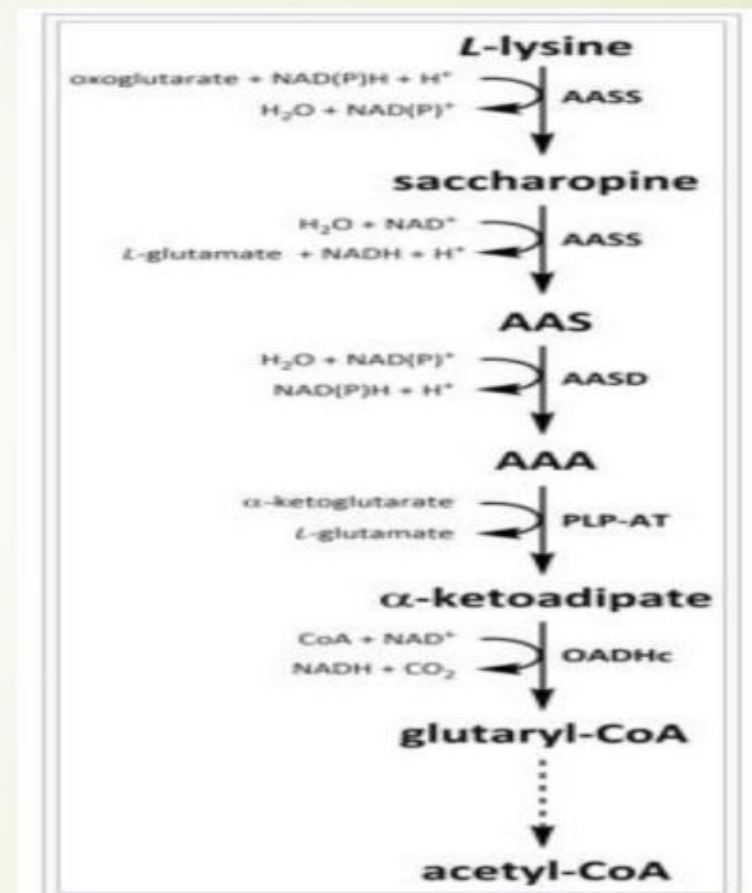 L-lysine
oxoglutarate + NAD(P)H + H⁺
AASS
H₂O + NAD(P)⁺
saccharopine
H₂O + NAD⁺
AASS
L-glutamate + NADH + H⁺
AAS
H₂O + NAD(P)⁺
AASD
NAD(P)H + H⁺
AAA
α-ketoglutarate
PLP-AT
L-glutamate
α-ketoadipate
CoA + NAD⁺
OADHc
NADH + CO₂
glutaryl-CoA
acetyl-CoA